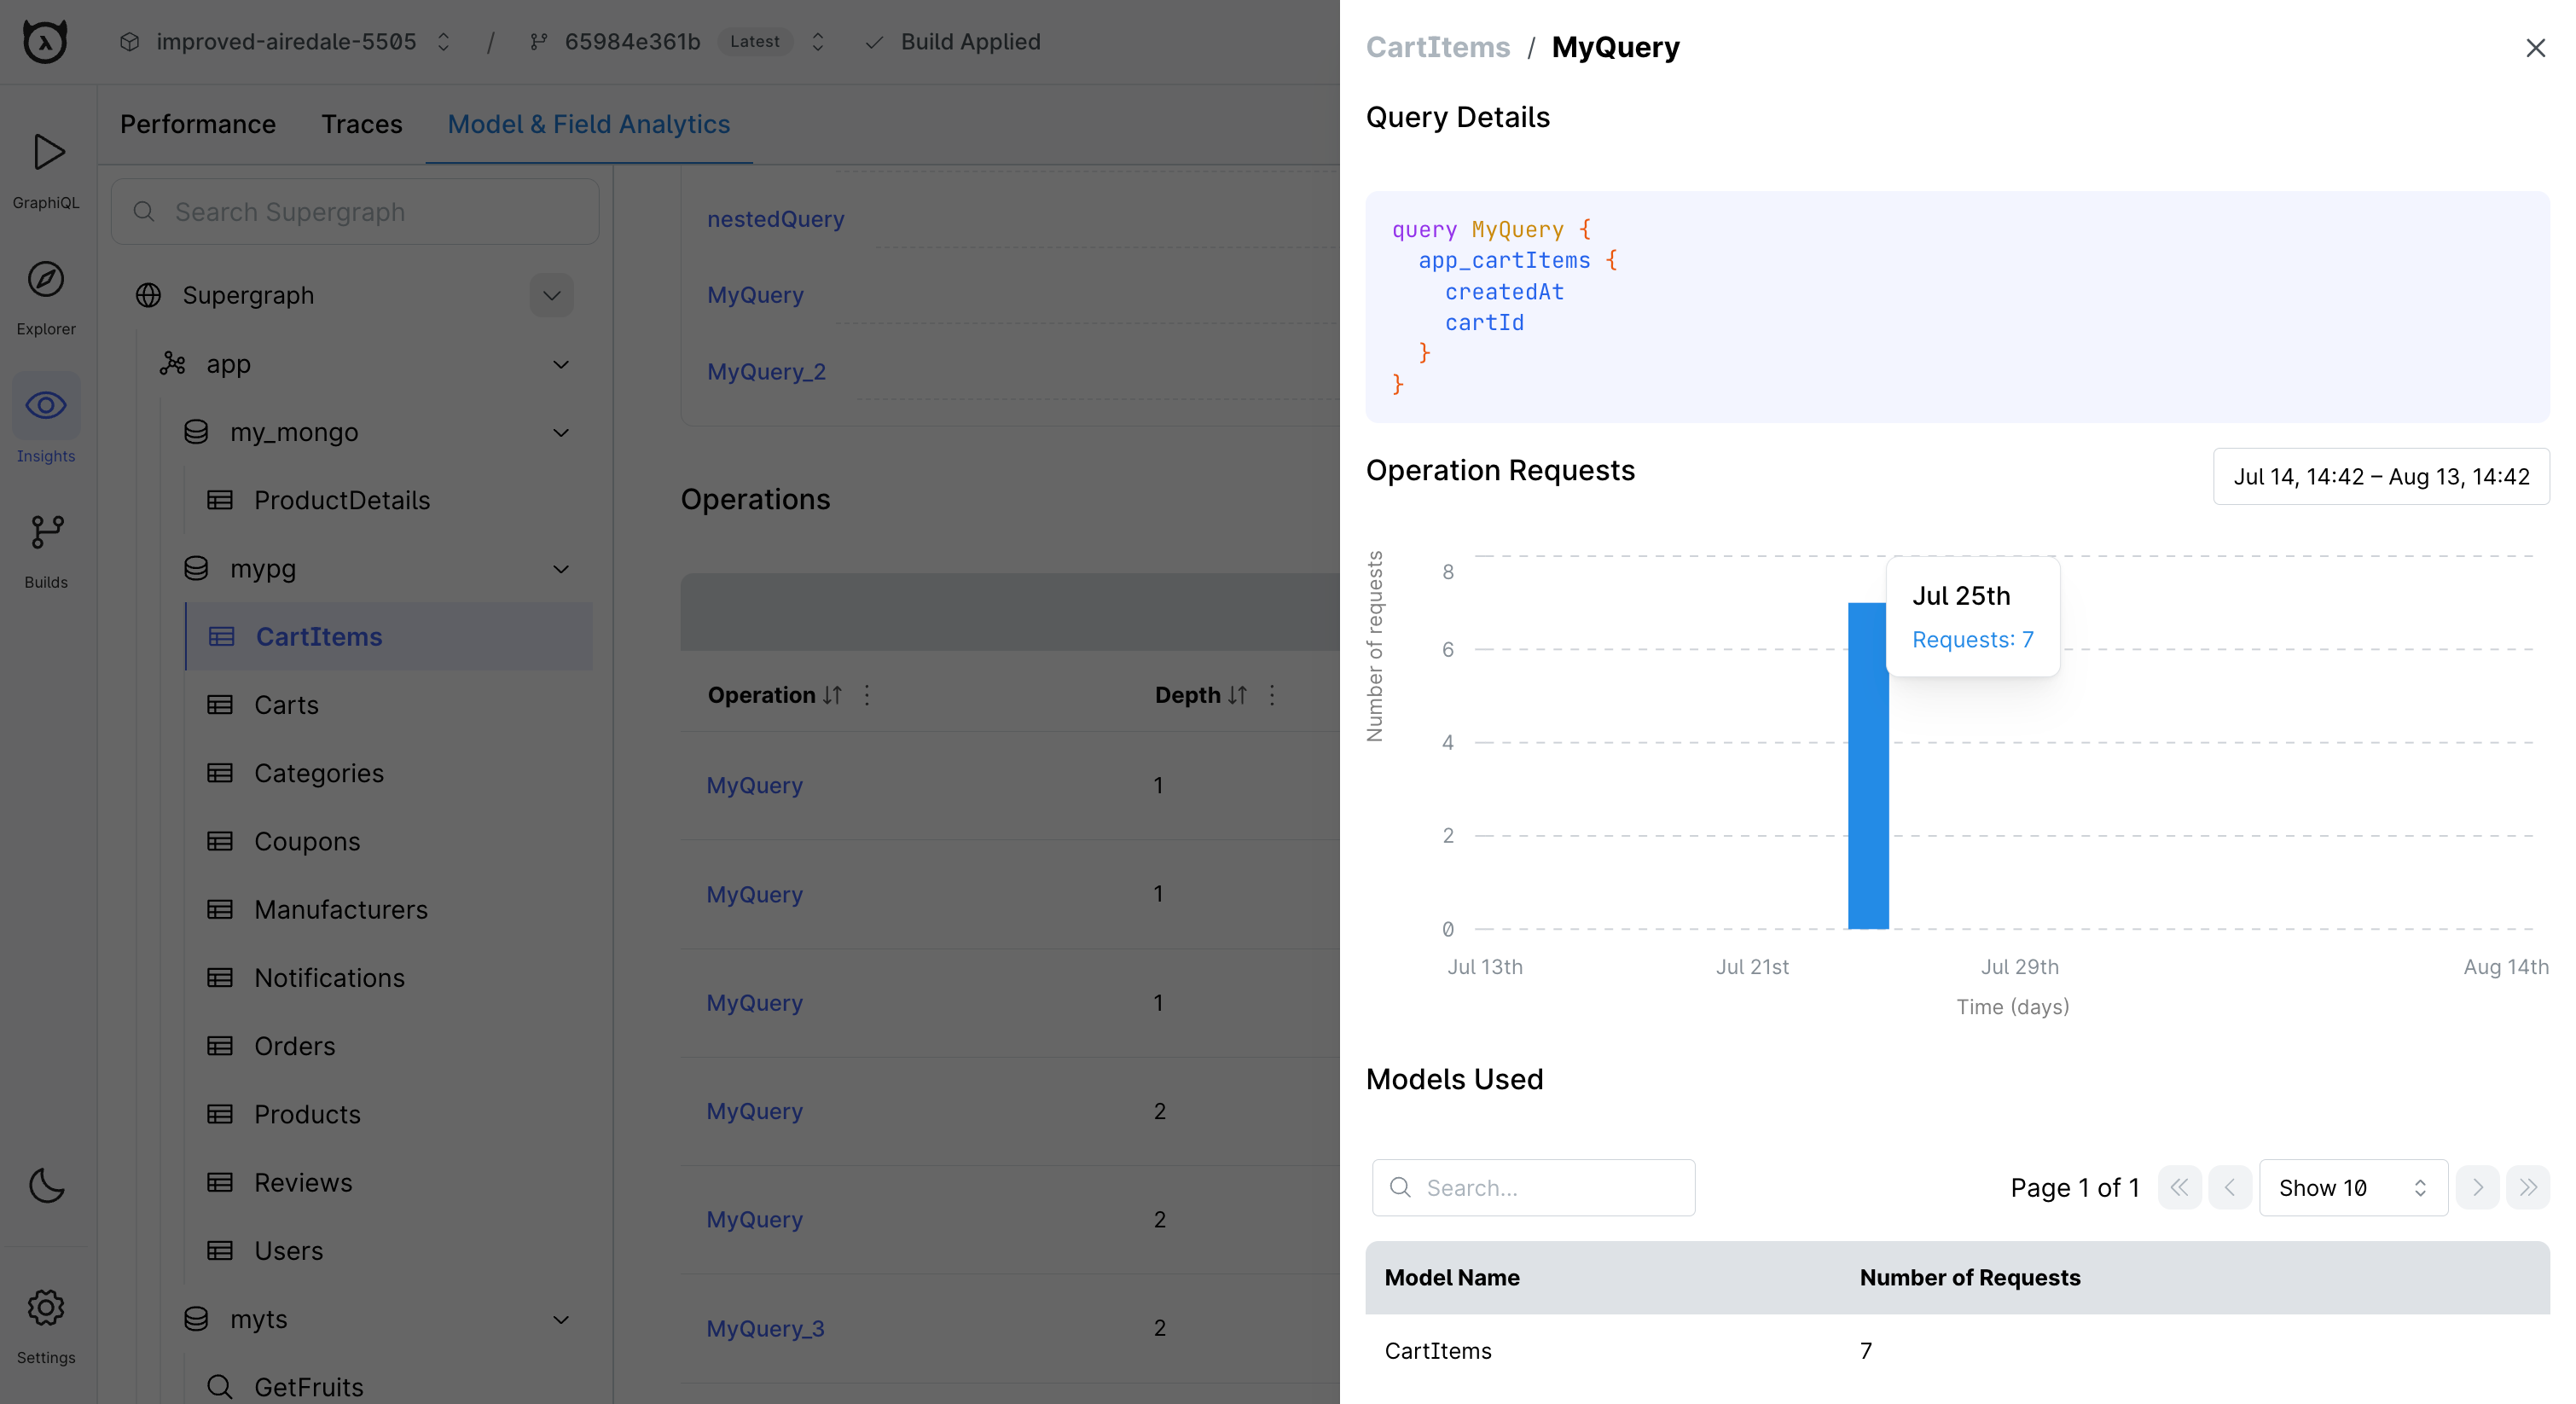 improved-airedale-5505 / 65984e361b Latest Build Applied
GraphiQL
Explorer
Insights
Builds
Settings
Performance Traces Model & Field Analytics
Search Supergraph
Supergraph
app
my_mongo
ProductDetails
mypg
CartItems
Carts
Categories
Coupons
Manufacturers
Notifications
Orders
Products
Reviews
Users
myts
GetFruits
nestedQuery
MyQuery
MyQuery_2
Operations
Operation Depth
MyQuery 1
MyQuery 1
MyQuery 1
MyQuery 2
MyQuery 2
MyQuery_3 2
CartItems / MyQuery
Query Details
query MyQuery {
app_cartItems {
createdAt
cartId
}
}
Operation Requests
Jul 14, 14:42 – Aug 13, 14:42
Number of requests
8
6
4
2
0
Jul 25th
Requests: 7
Jul 13th Jul 21st Jul 29th Aug 14th
Time (days)
Models Used
Search...
Page 1 of 1
Show 10
Model Name Number of Requests
CartItems 7